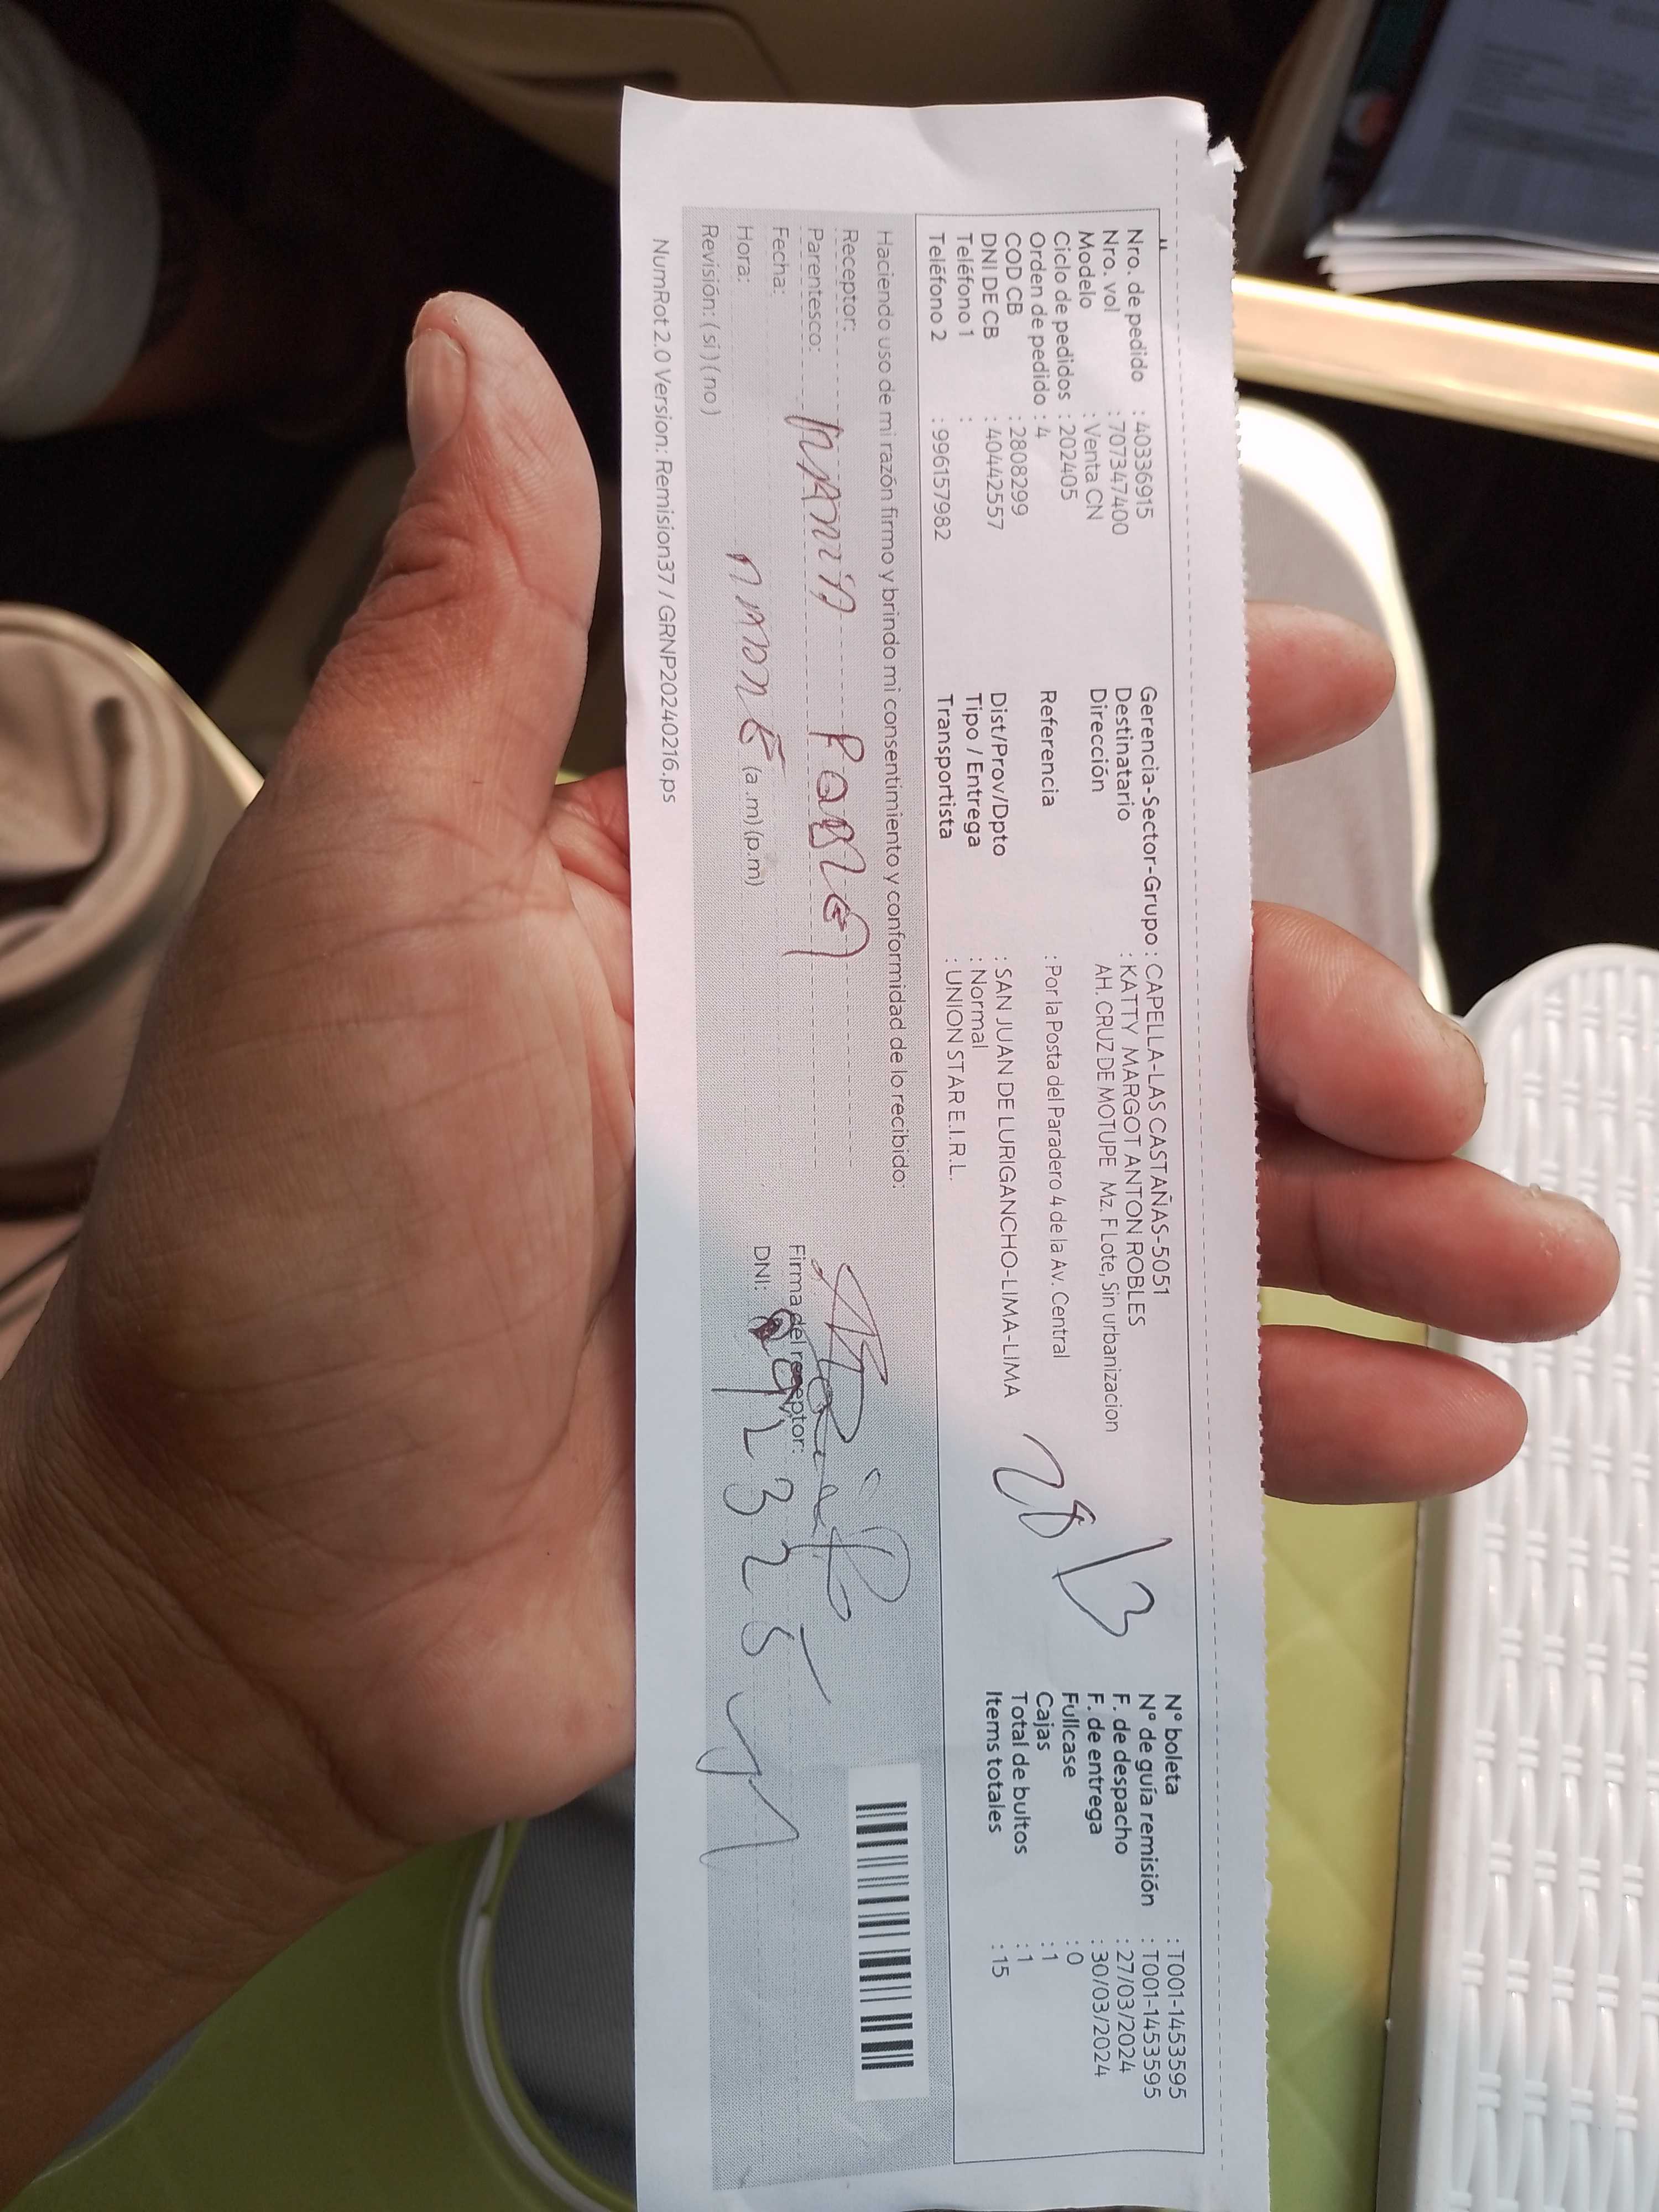 Nro. de pedido : 40336915
Nro. vol : 707347400
Modelo : Venta CN
Ciclo de pedidos : 202405
Orden de pedido : 4
COD CB : 28082299
DNI DE CB : 40442557
Teléfono 1 :
Teléfono 2 : 996157982
Gerencia-Sector-Grupo : CAPELLA-LAS CASTAÑAS-5051
Destinatario : KATTY MARGOT ANTON ROBLES
Dirección AH. CRUZ DE MOTUPE Mz. F Lote, Sin urbanizacion
Referencia : Por la Posta del Paradero 4 de la Av. Central
Dist/Prov/Dpto : SAN JUAN DE LURIGANCHO-LIMA-LIMA
Tipo / Entrega : Normal
Transportista : UNION STAR E.I.R.L.
28 13
N° boleta : T001-1453595
N° de guía remisión : T001-1453595
F. de despacho : 27/03/2024
F. de entrega : 30/03/2024
Fullcase : 0
Cajas : 1
Total de bultos : 1
Items totales : 15
Haciendo uso de mi razón firmo y brindo mi consentimiento y conformidad de lo recibido:
Receptor:
Parentesco:
Fecha:
Hora: (a.m) (p.m)
Revisión: ( si ) ( no )
Firma del receptor:
DNI:
NumRot 2.0 Version: Remision37 / GRNP20240216.ps